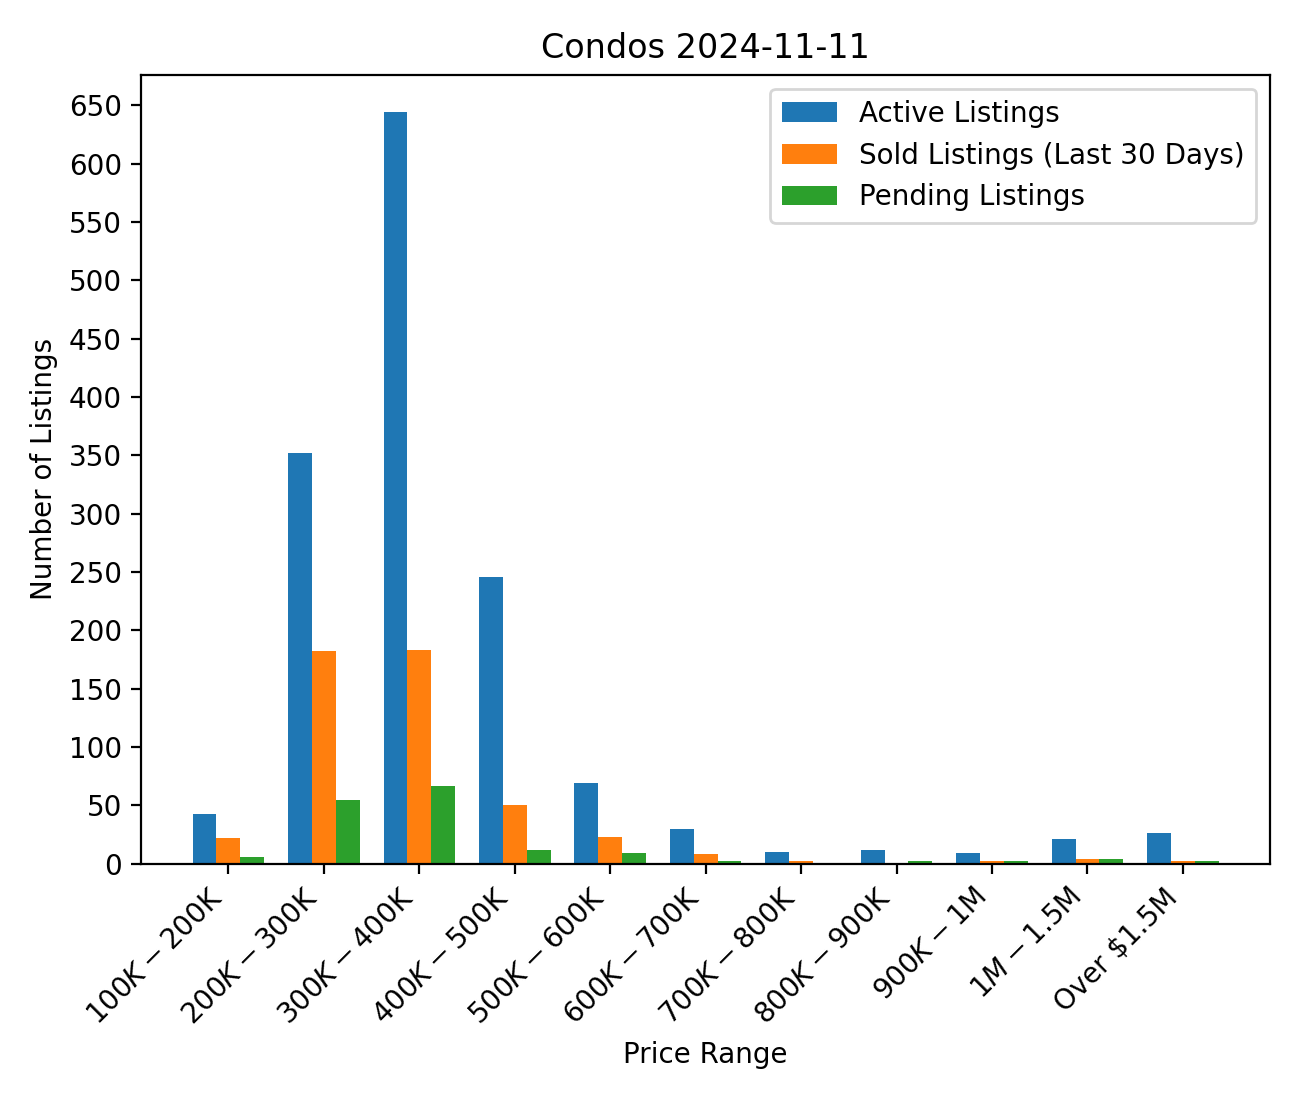 Condos 2024-11-11
Number of Listings
650
600
550
500
450
400
350
300
250
200
150
100
50
0
Active Listings
Sold Listings (Last 30 Days)
Pending Listings
100K − 200K
200K − 300K
300K − 400K
400K − 500K
500K − 600K
600K − 700K
700K − 800K
800K − 900K
900K − 1M
1M − 1.5M
Over $1.5M
Price Range